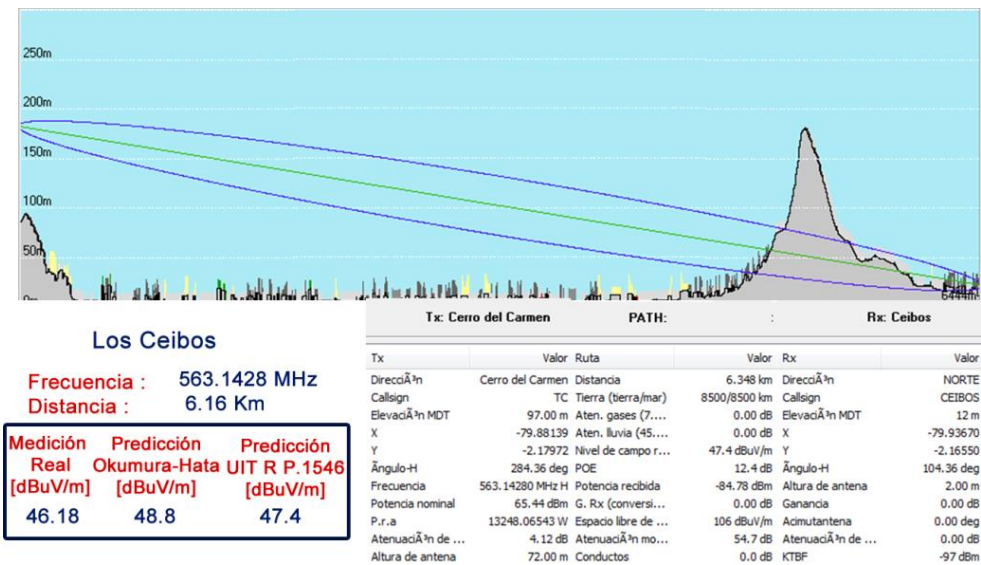 250m
200m
150m
100m
50m
0m
6444m
Tx: Cerro del Carmen PATH: : Rx: Ceibos
Los Ceibos
Frecuencia : 563.1428 MHz
Distancia : 6.16 Km
Medición Real [dBuV/m] Predicción Okumura-Hata [dBuV/m] Predicción UIT R P.1546 [dBuV/m]
46.18 48.8 47.4
Tx Valor Ruta Valor Rx Valor
DirecciÃ³n Cerro del Carmen Distancia 6.348 km DirecciÃ³n NORTE
Callsign TC Tierra (tierra/mar) 8500/8500 km Callsign CEIBOS
ElevaciÃ³n MDT 97.00 m Aten. gases (7.... 0.00 dB ElevaciÃ³n MDT 12 m
X -79.88139 Aten. lluvia (45.... 0.00 dB X -79.93670
Y -2.17972 Nivel de campo r... 47.4 dBuV/m Y -2.16550
Ãngulo-H 284.36 deg POE 12.4 dB Ãngulo-H 104.36 deg
Frecuencia 563.14280 MHz H Potencia recibida -84.78 dBm Altura de antena 2.00 m
Potencia nominal 65.44 dBm G. Rx (conversi... 0.00 dB Ganancia 0.00 dB
P.r.a 13248.06543 W Espacio libre de ... 106 dBuV/m Acimutantena 0.00 deg
AtenuaciÃ³n de ... 4.12 dB AtenuaciÃ³n mo... 54.7 dB AtenuaciÃ³n de ... 0.00 dB
Altura de antena 72.00 m Conductos 0.0 dB KTBF -97 dBm